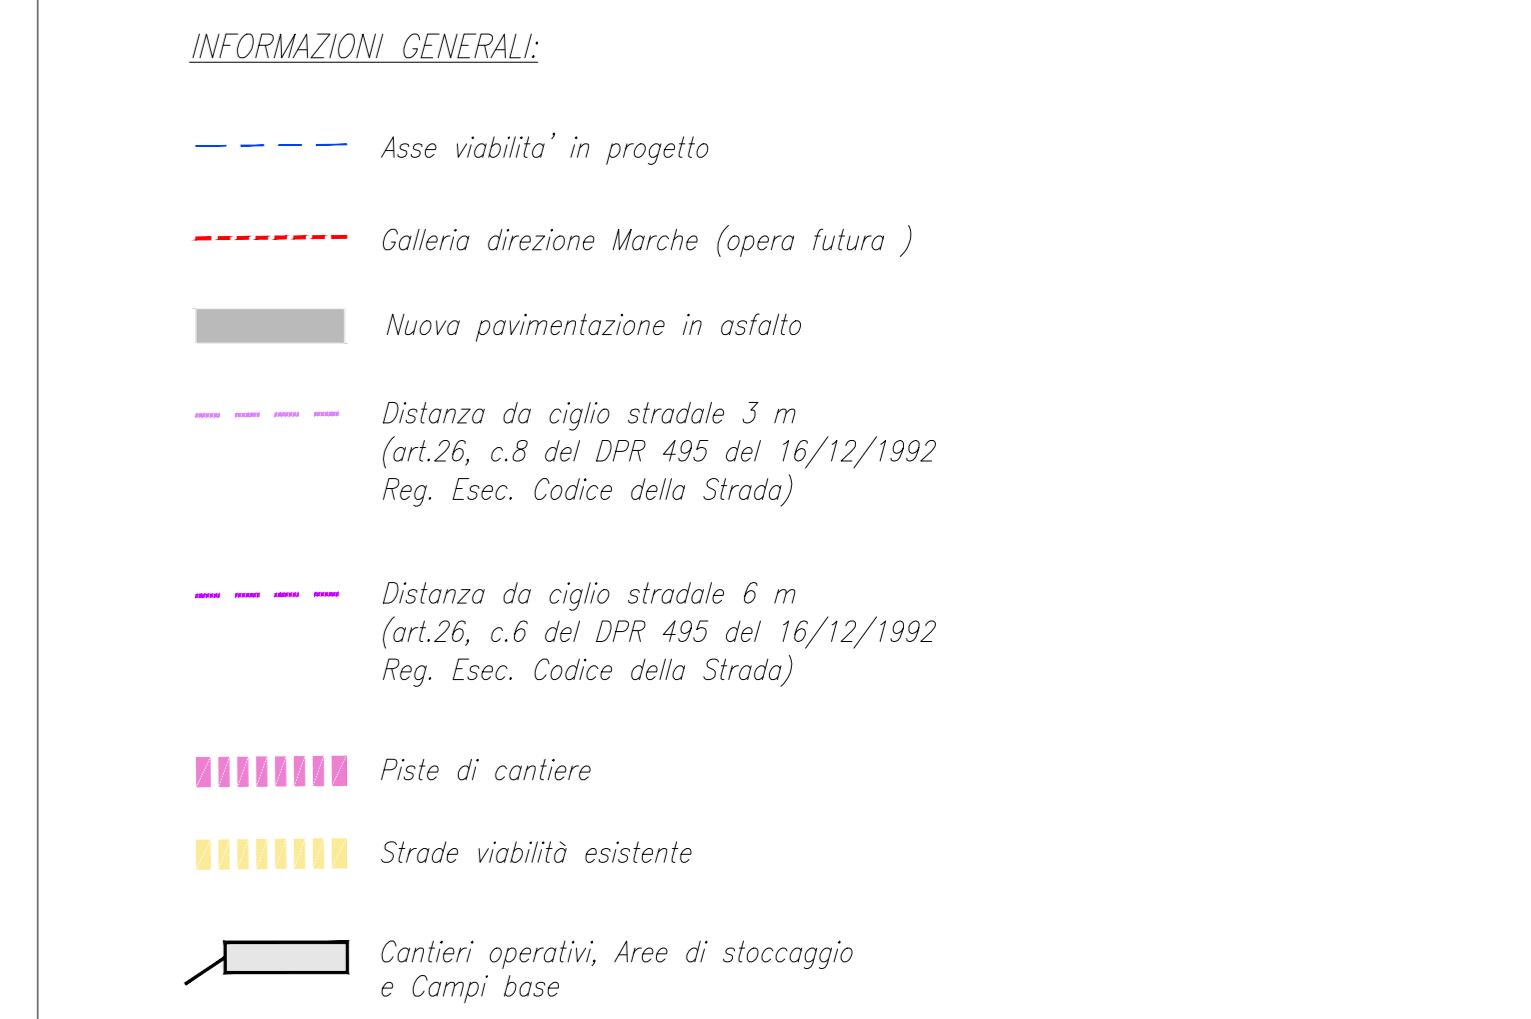 INFORMAZIONI GENERALI:
Asse viabilita' in progetto
Galleria direzione Marche (opera futura )
Nuova pavimentazione in asfalto
Distanza da ciglio stradale 3 m
(art.26, c.8 del DPR 495 del 16/12/1992
Reg. Esec. Codice della Strada)
Distanza da ciglio stradale 6 m
(art.26, c.6 del DPR 495 del 16/12/1992
Reg. Esec. Codice della Strada)
Piste di cantiere
Strade viabilità esistente
Cantieri operativi, Aree di stoccaggio
e Campi base